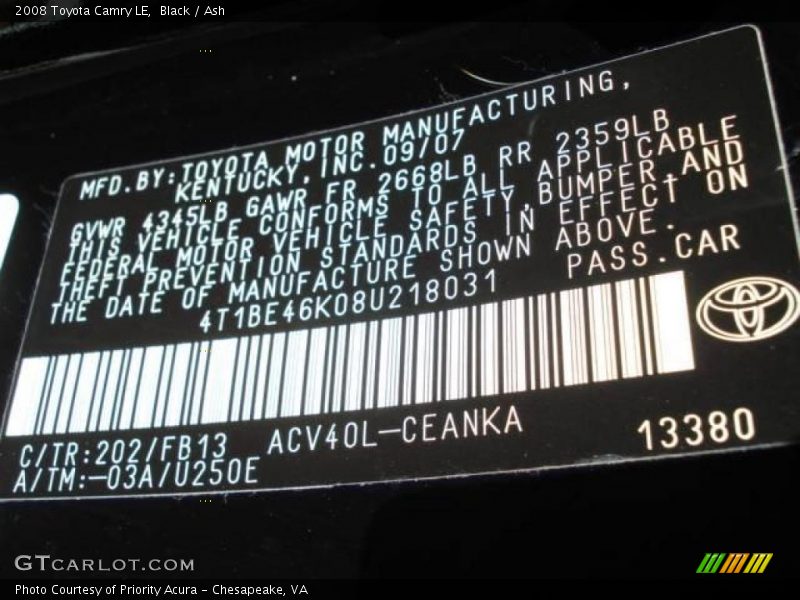 2008 Toyota Camry LE,  Black / Ash
MFD.BY:TOYOTA MOTOR MANUFACTURING,
KENTUCKY,INC.09/07
GVWR 4345LB GAWR FR 2668LB RR 2359LB
THIS VEHICLE CONFORMS TO ALL APPLICABLE
FEDERAL MOTOR VEHICLE SAFETY,BUMPER,AND
THEFT PREVENTION STANDARDS IN EFFECT ON
THE DATE OF MANUFACTURE SHOWN ABOVE.
4T1BE46K08U218031 PASS.CAR
C/TR:202/FB13 ACV40L-CEANKA 13380
A/TM:-03A/U250E
GTCARLOT.COM
Photo Courtesy of Priority Acura - Chesapeake, VA